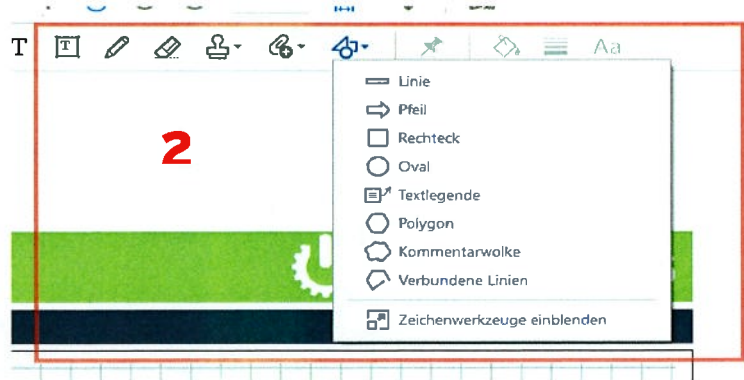 T T Aa
Linie
Pfeil
Rechteck
2
Oval
Textlegende
Polygon
Kommentarwolke
Verbundene Linien
Zeichenwerkzeuge einblenden